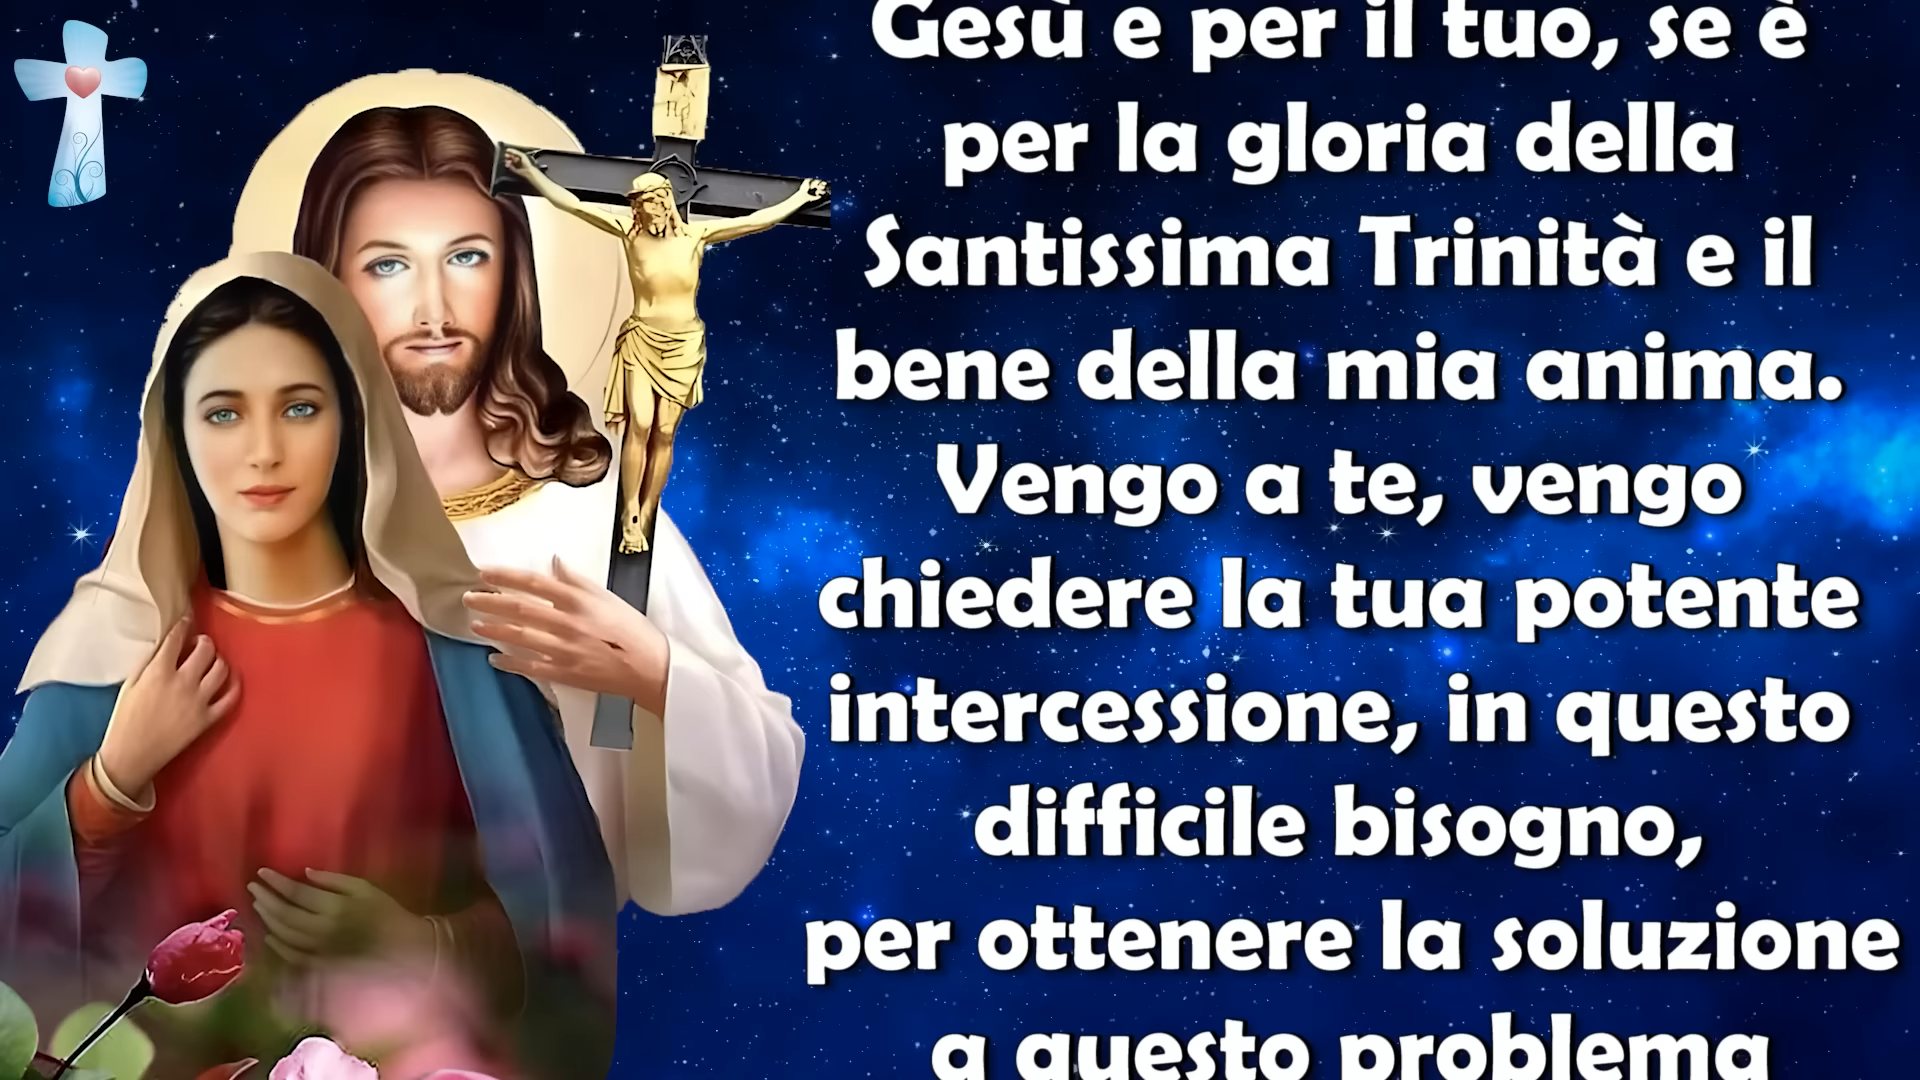 Gesù e per il tuo, se è
per la gloria della
Santissima Trinità e il
bene della mia anima.
Vengo a te, vengo
chiedere la tua potente
intercessione, in questo
difficile bisogno,
per ottenere la soluzione
a questo problema